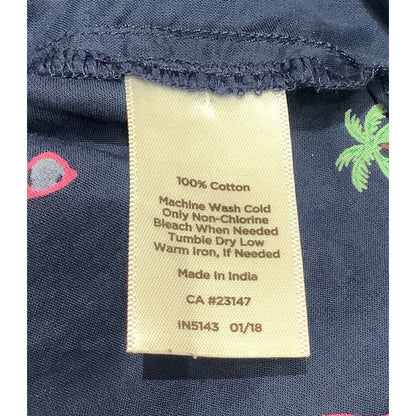 100% Cotton
Machine Wash Cold
Only Non-Chlorine
Bleach When Needed
Tumble Dry Low
Warm Iron, If Needed
Made in India
CA #23147
IN5143 01/18